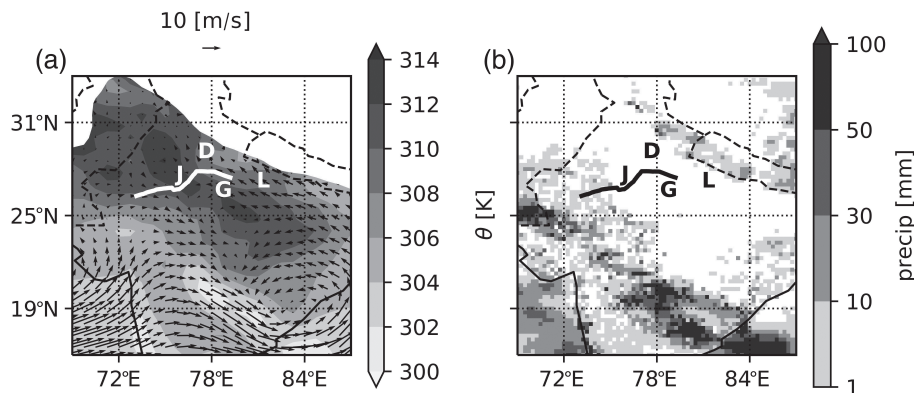 10 [m/s]
(a)
314
312
310
308
306
304
302
300
θ [K]
31°N
25°N
19°N
72°E
78°E
84°E
D
J
G
L
(b)
100
50
30
10
1
precip [mm]
72°E
78°E
84°E
D
J
G
L